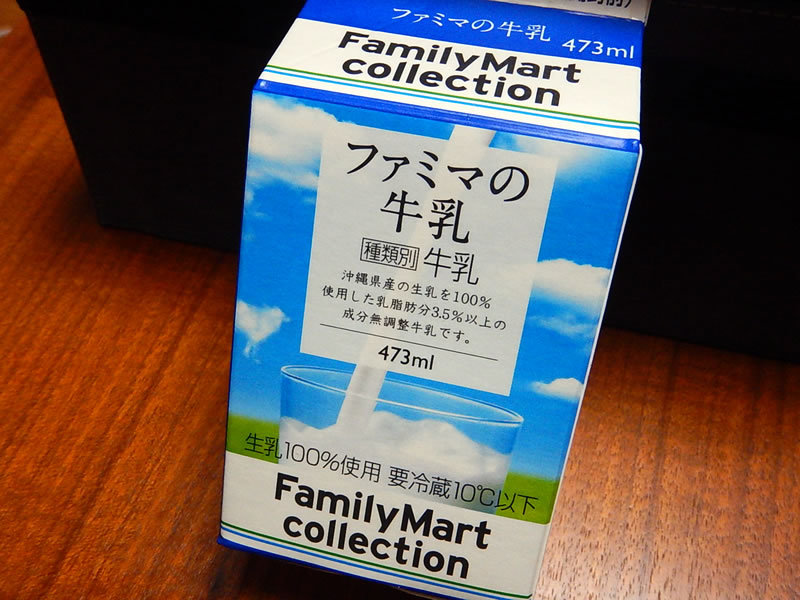 ファミマの牛乳 473ml
FamilyMart
collection
ファミマの
牛乳
種類別 牛乳
沖縄県産の生乳を100%
使用した乳脂肪分3.5%以上の
成分無調整牛乳です。
473ml
生乳100%使用 要冷蔵10℃以下
FamilyMart
collection